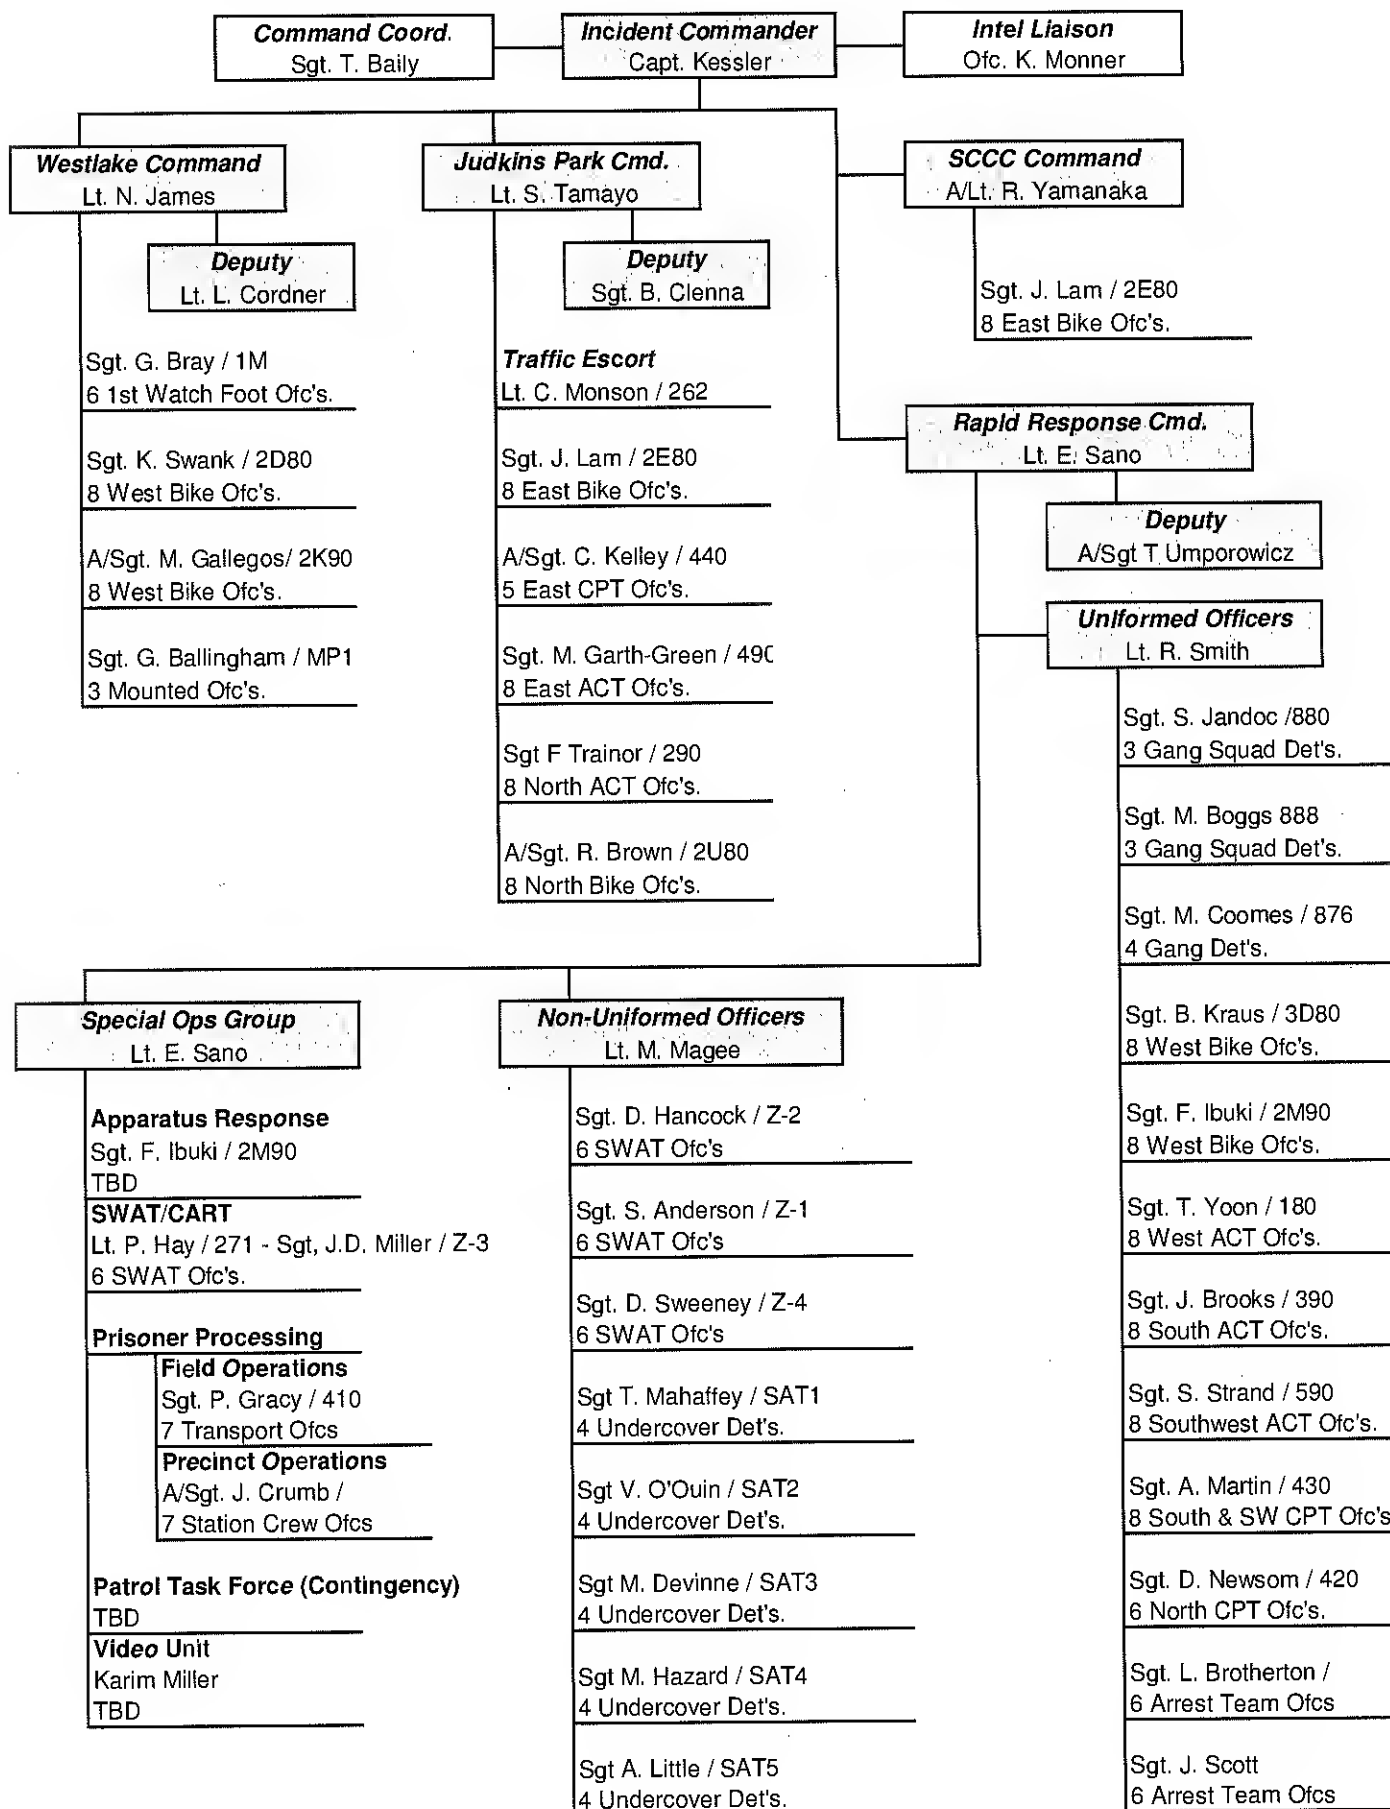 Command Coord.
Sgt. T. Baily
Incident Commander
Capt. Kessler
Intel Liaison
Ofc. K. Monner
Westlake Command
Lt. N. James
Deputy
Lt. L. Cordner
Sgt. G. Bray / 1M
6 1st Watch Foot Ofc's.
Sgt. K. Swank / 2D80
8 West Bike Ofc's.
A/Sgt. M. Gallegos/ 2K90
8 West Bike Ofc's.
Sgt. G. Ballingham / MP1
3 Mounted Ofc's.
Judkins Park Cmd.
Lt. S. Tamayo
Deputy
Sgt. B. Clenna
Traffic Escort
Lt. C. Monson / 262
Sgt. J. Lam / 2E80
8 East Bike Ofc's.
A/Sgt. C. Kelley / 440
5 East CPT Ofc's.
Sgt. M. Garth-Green / 490
8 East ACT Ofc's.
Sgt F Trainor / 290
8 North ACT Ofc's.
A/Sgt. R. Brown / 2U80
8 North Bike Ofc's.
SCCC Command
A/Lt. R. Yamanaka
Sgt. J. Lam / 2E80
8 East Bike Ofc's.
Rapid Response Cmd.
Lt. E. Sano
Deputy
A/Sgt T Umporowicz
Uniformed Officers
Lt. R. Smith
Sgt. S. Jandoc /880
3 Gang Squad Det's.
Sgt. M. Boggs 888
3 Gang Squad Det's.
Sgt. M. Coomes / 876
4 Gang Det's.
Sgt. B. Kraus / 3D80
8 West Bike Ofc's.
Sgt. F. Ibuki / 2M90
8 West Bike Ofc's.
Sgt. T. Yoon / 180
8 West ACT Ofc's.
Sgt. J. Brooks / 390
8 South ACT Ofc's.
Sgt. S. Strand / 590
8 Southwest ACT Ofc's.
Sgt. A. Martin / 430
8 South & SW CPT Ofc's
Sgt. D. Newsom / 420
6 North CPT Ofc's.
Sgt. L. Brotherton /
6 Arrest Team Ofcs
Sgt. J. Scott
6 Arrest Team Ofcs
Special Ops Group
Lt. E. Sano
Apparatus Response
Sgt. F. Ibuki / 2M90
TBD
SWAT/CART
Lt. P. Hay / 271 - Sgt, J.D. Miller / Z-3
6 SWAT Ofc's.
Prisoner Processing
Field Operations
Sgt. P. Gracy / 410
7 Transport Ofcs
Precinct Operations
A/Sgt. J. Crumb /
7 Station Crew Ofcs
Patrol Task Force (Contingency)
TBD
Video Unit
Karim Miller
TBD
Non-Uniformed Officers
Lt. M. Magee
Sgt. D. Hancock / Z-2
6 SWAT Ofc's
Sgt. S. Anderson / Z-1
6 SWAT Ofc's
Sgt. D. Sweeney / Z-4
6 SWAT Ofc's
Sgt T. Mahaffey / SAT1
4 Undercover Det's.
Sgt V. O'Ouin / SAT2
4 Undercover Det's.
Sgt M. Devinne / SAT3
4 Undercover Det's.
Sgt M. Hazard / SAT4
4 Undercover Det's.
Sgt A. Little / SAT5
4 Undercover Det's.